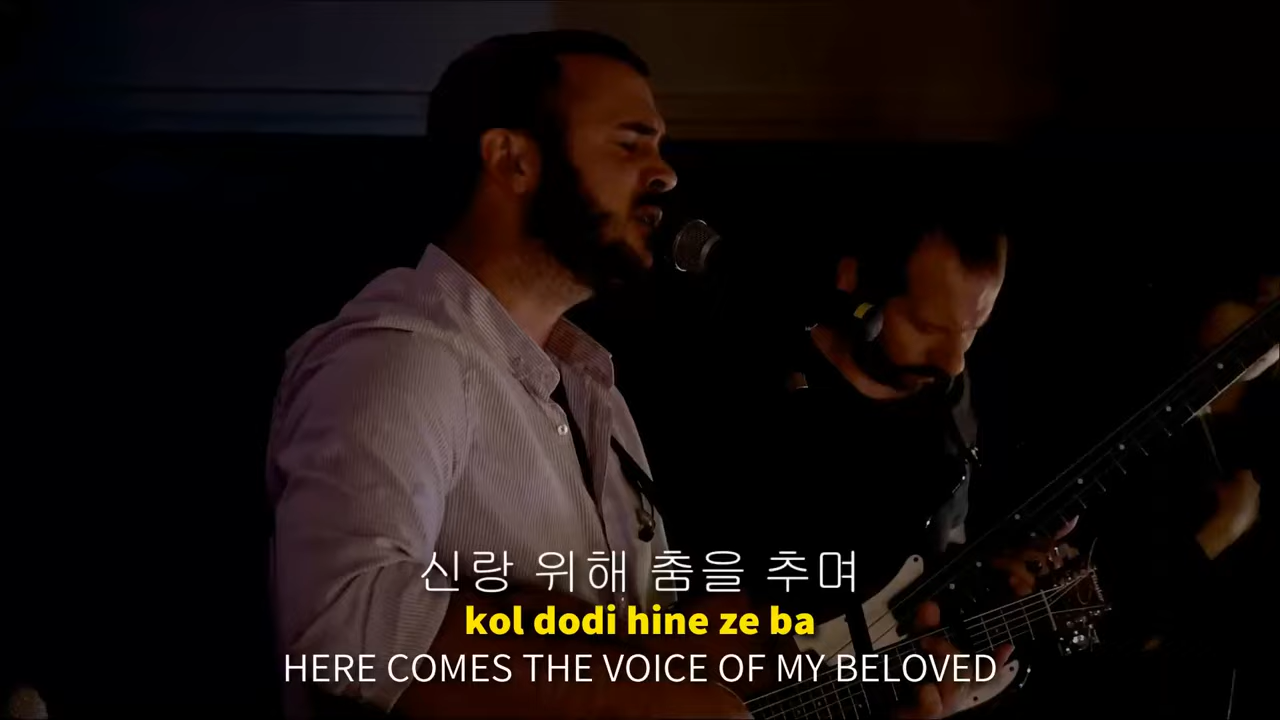 신랑 위해 춤을 추며
kol dodi hine ze ba
HERE COMES THE VOICE OF MY BELOVED